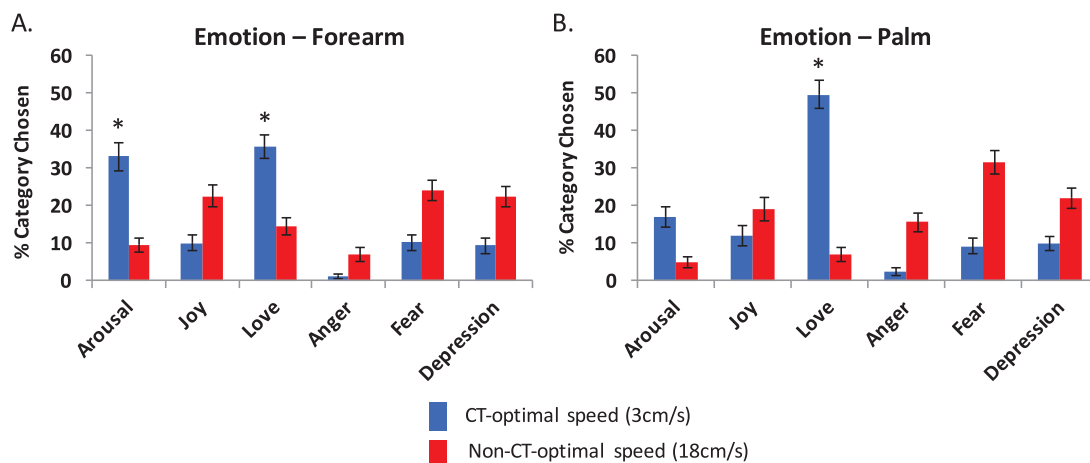 A.
Emotion – Forearm
% Category Chosen
60
50
40
30
20
10
0
*
*
Arousal
Joy
Love
Anger
Fear
Depression
B.
Emotion – Palm
% Category Chosen
60
50
40
30
20
10
0
*
Arousal
Joy
Love
Anger
Fear
Depression
CT-optimal speed (3cm/s)
Non-CT-optimal speed (18cm/s)